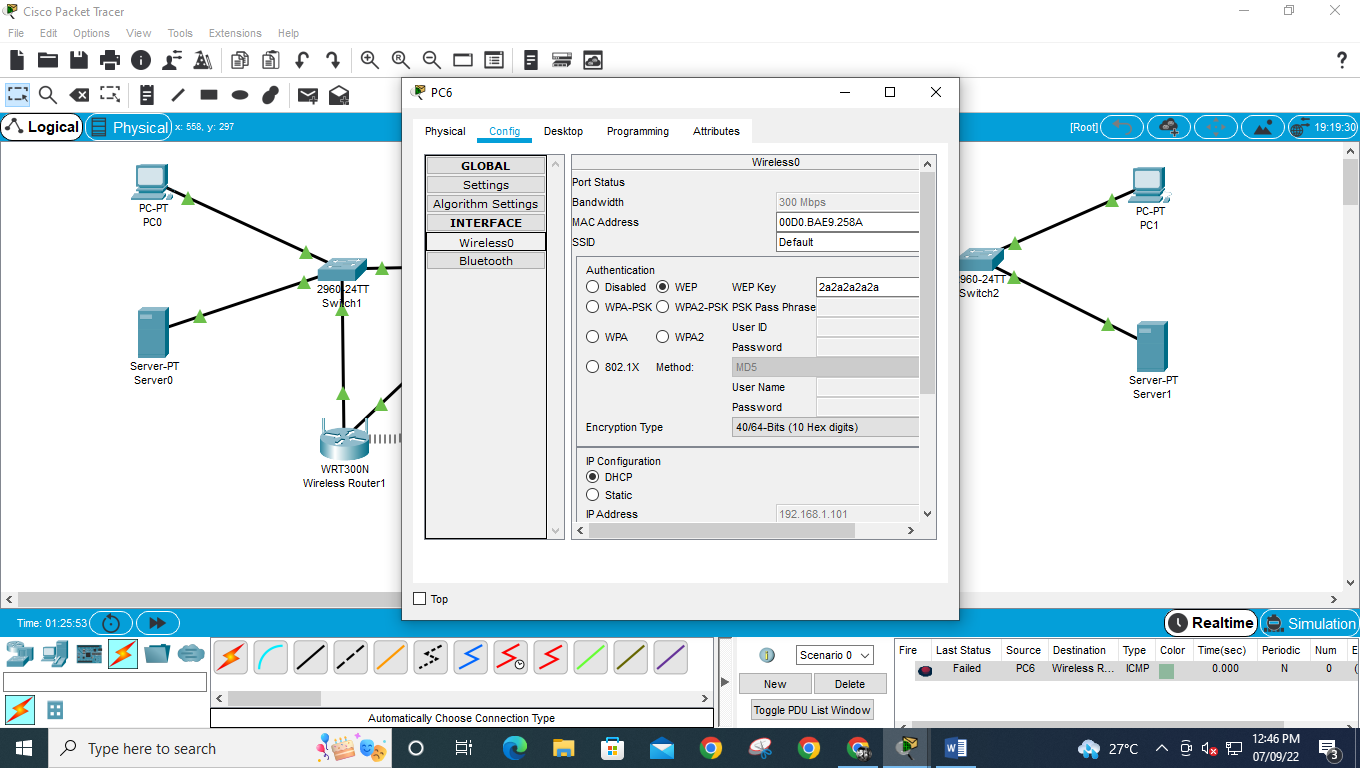 Cisco Packet Tracer
File Edit Options View Tools Extensions Help
?
Logical Physical x: 558, y: 297 [Root] 19:19:30
PC-PT
PC0
2960-24TT
Switch1
Server-PT
Server0
WRT300N
Wireless Router1
PC6
Physical Config Desktop Programming Attributes
GLOBAL
Settings
Algorithm Settings
INTERFACE
Wireless0
Bluetooth
Wireless0
Port Status
Bandwidth 300 Mbps
MAC Address 00D0.BAE9.258A
SSID Default
Authentication
Disabled WEP WEP Key 2a2a2a2a2a
WPA-PSK WPA2-PSK PSK Pass Phrase
User ID
WPA WPA2
Password
802.1X Method: MD5
User Name
Password
Encryption Type 40/64-Bits (10 Hex digits)
IP Configuration
DHCP
Static
IP Address 192.168.1.101
Top
PC-PT
PC1
960-24TT
Switch2
Server-PT
Server1
Time: 01:25:53 Realtime Simulation
Automatically Choose Connection Type
Scenario 0
New Delete
Toggle PDU List Window
Fire Last Status Source Destination Type Color Time(sec) Periodic Num E
Failed PC6 Wireless R... ICMP 0.000 N 0 (
Type here to search
27°C
12:46 PM
07/09/22
3